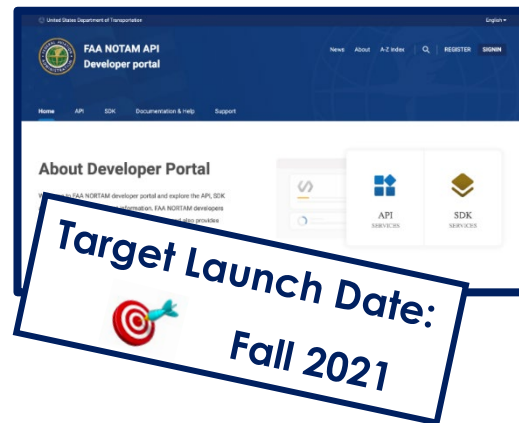 United States Department of Transportation
English
FAA NOTAM API
Developer portal
News About A-Z Index REGISTER SIGNIN
Home API SDK Documentation & Help Support
About Developer Portal
to FAA NORTAM developer portal and explore the API, SDK
information. FAA NORTAM developers
also provides
API
SERVICES
SDK
SERVICES
Target Launch Date:
Fall 2021